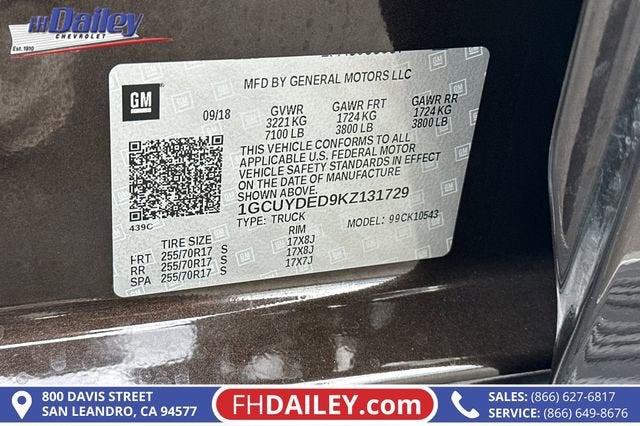 FH Dailey
CHEVROLET
Est. 1910
MFD BY GENERAL MOTORS LLC
GM
09/18 GVWR GAWR FRT GAWR RR
3221 KG 1724 KG 1724 KG
7100 LB 3800 LB 3800 LB
THIS VEHICLE CONFORMS TO ALL
APPLICABLE U.S. FEDERAL MOTOR
VEHICLE SAFETY STANDARDS IN EFFECT
ON THE DATE OF MANUFACTURE
SHOWN ABOVE.
1GCUYDED9KZ131729
TYPE: TRUCK MODEL: 99CK10543
439C
TIRE SIZE RIM
FRT 255/70R17 S 17X8J
RR 255/70R17 S 17X8J
SPA 255/70R17 S 17X7J
800 DAVIS STREET
SAN LEANDRO, CA 94577
FHDAILEY.com
SALES: (866) 627-6817
SERVICE: (866) 649-8676